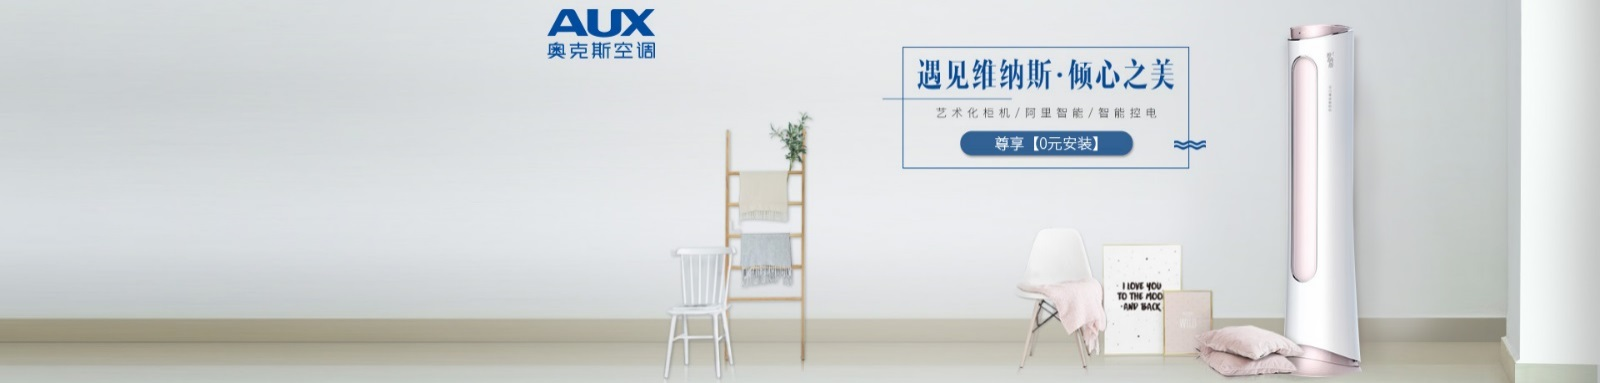 AUX
奥克斯空调
遇见维纳斯·倾心之美
艺术化柜机/阿里智能/智能控电
尊享【0元安装】
I LOVE YOU
TO THE MOO
·AND BACK